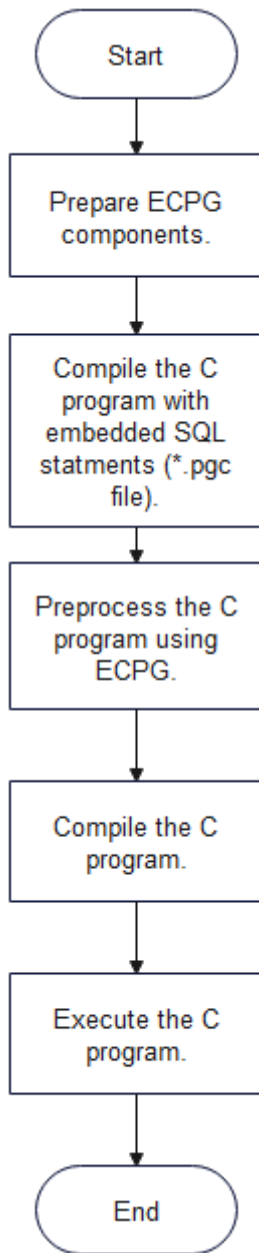 Start
Prepare ECPG
components.
Compile the C
program with
embedded SQL
statments (*.pgc
file).
Preprocess the C
program using
ECPG.
Compile the C
program.
Execute the C
program.
End